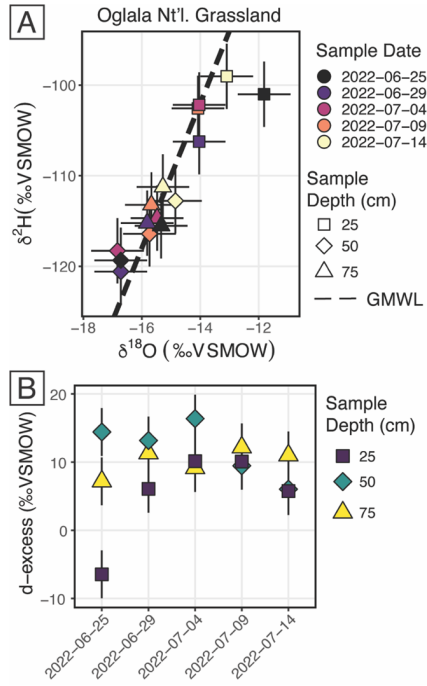 A
Oglala Nt'l. Grassland
δ²H(‰VSMOW)
−100
−110
−120
−18
−16
−14
−12
δ¹⁸O (‰VSMOW)
Sample Date
2022−06−25
2022−06−29
2022−07−04
2022−07−09
2022−07−14
Sample
Depth (cm)
25
50
75
GMWL
B
d−excess (‰VSMOW)
20
10
0
−10
2022−06−25
2022−06−29
2022−07−04
2022−07−09
2022−07−14
Sample
Depth (cm)
25
50
75